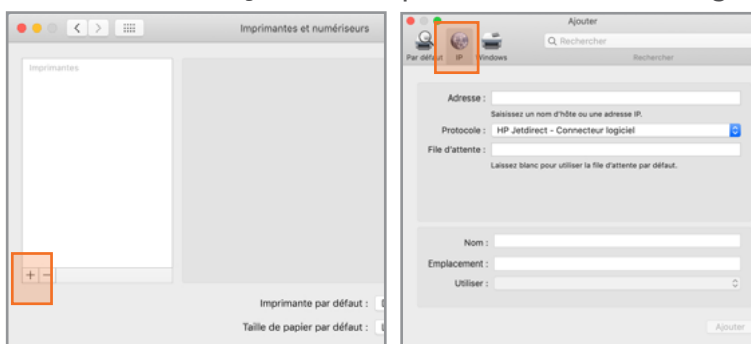 Imprimantes et numériseurs
Imprimantes
+ -
Imprimante par défaut :
Taille de papier par défaut :
Ajouter
Par défaut IP Windows
Rechercher
Rechercher
Adresse :
Saisissez un nom d'hôte ou une adresse IP.
Protocole : HP Jetdirect - Connecteur logiciel
File d'attente :
Laissez blanc pour utiliser la file d'attente par défaut.
Nom :
Emplacement :
Utiliser :
Ajouter